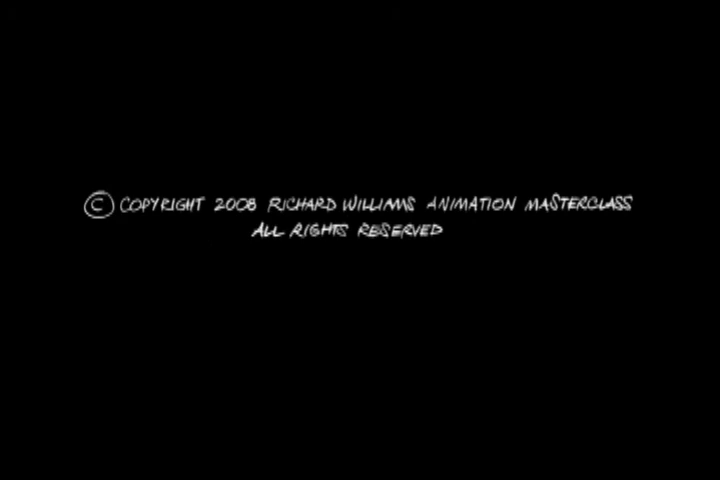 © COPYRIGHT 2008 RICHARD WILLIAMS ANIMATION MASTERCLASS
ALL RIGHTS RESERVED